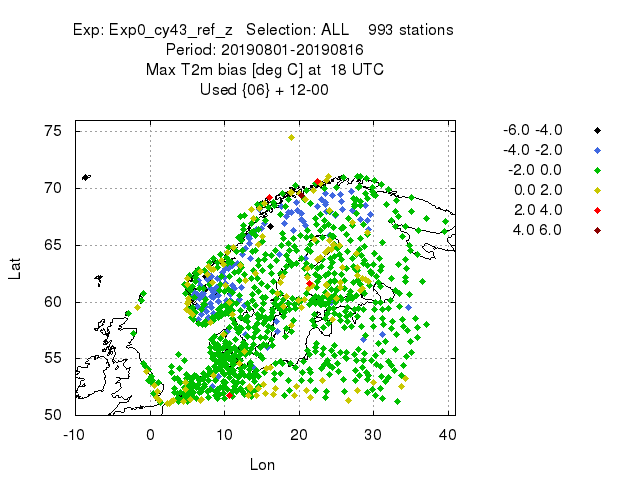 Exp: Exp0_cy43_ref_z   Selection: ALL    993 stations
Period: 20190801-20190816
Max T2m bias [deg C] at  18 UTC
Used {06} + 12-00
-6.0 -4.0
-4.0 -2.0
-2.0 0.0
0.0 2.0
2.0 4.0
4.0 6.0
75
70
65
60
55
50
Lat
-10 0 10 20 30 40
Lon